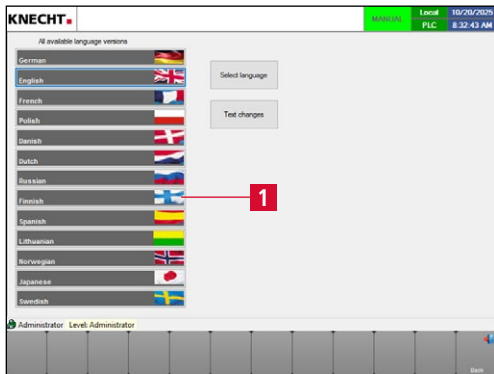 KNECHT
MANUAL
Local
10/20/2025
PLC
8:32:43 AM
All available language versions
German
English
French
Polish
Danish
Dutch
Russian
Finnish
Spanish
Lithuanian
Norwegian
Japanese
Swedish
Select language
Text changes
1
Administrator Level: Administrator
Back